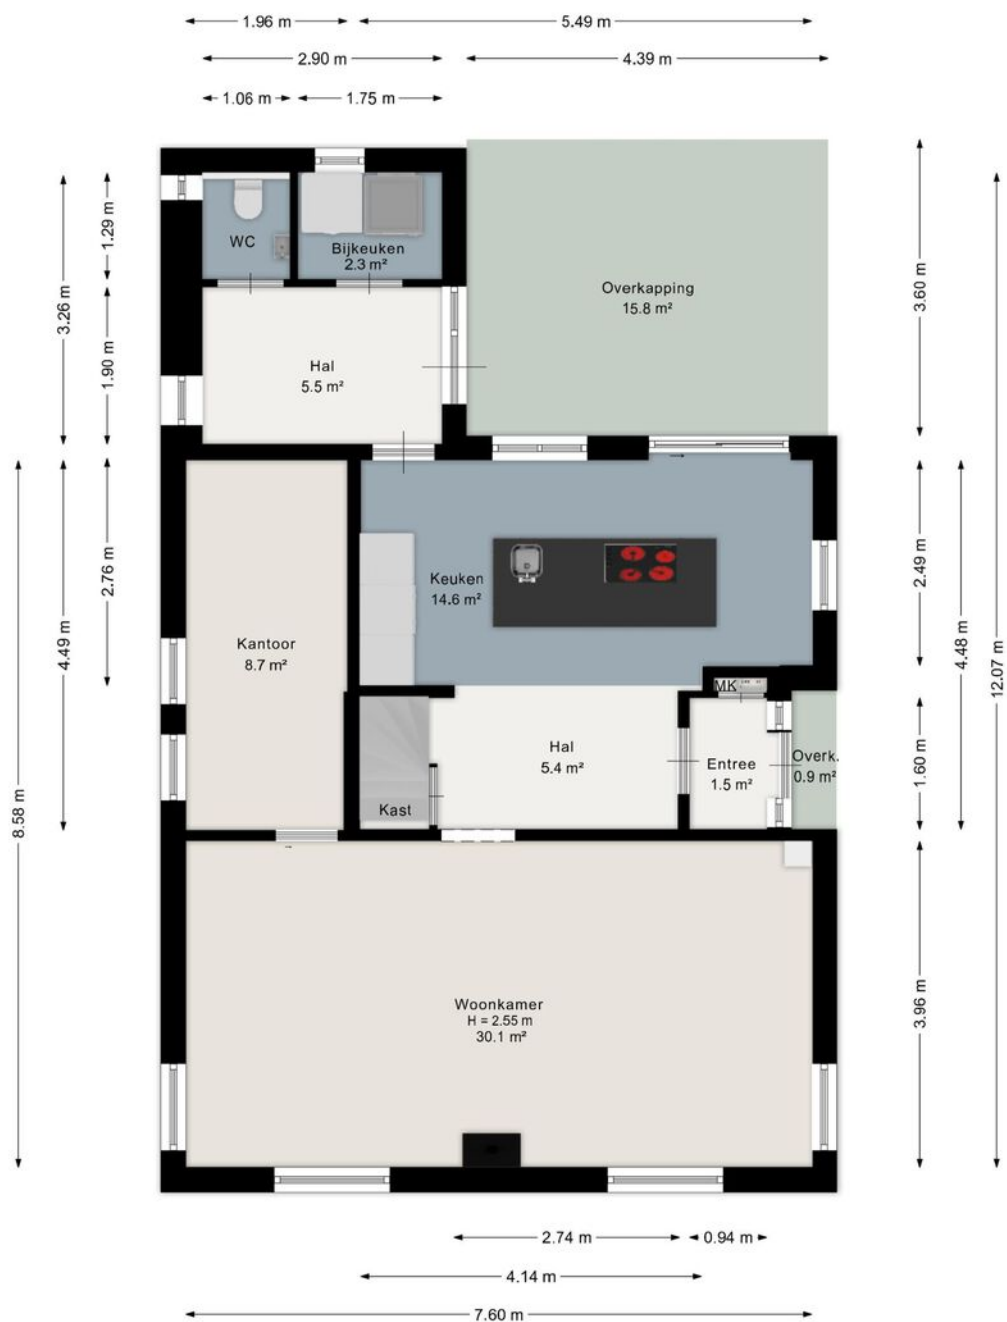 1.96 m
5.49 m
2.90 m
4.39 m
1.06 m
1.75 m
3.26 m
1.29 m
1.90 m
WC
Bijkeuken
2.3 m²
Hal
5.5 m²
Overkapping
15.8 m²
3.60 m
12.07 m
8.58 m
4.49 m
2.76 m
Kantoor
8.7 m²
Keuken
14.6 m²
2.49 m
4.48 m
MK
Hal
5.4 m²
Kast
Entree
1.5 m²
Overk.
0.9 m²
1.60 m
Woonkamer
H = 2.55 m
30.1 m²
3.96 m
2.74 m
0.94 m
4.14 m
7.60 m